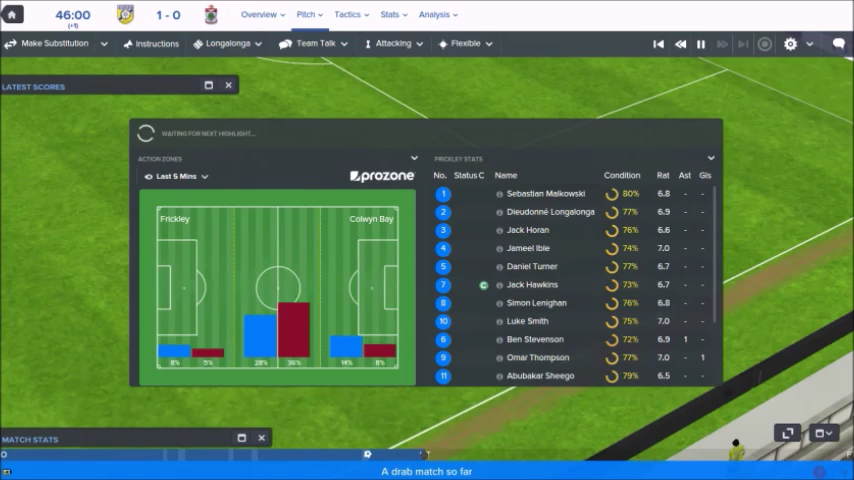 46:00
(+1)
1 - 0
Overview
Pitch
Tactics
Stats
Analysis
Make Substitution
Instructions
Longalonga
Team Talk
Attacking
Flexible
LATEST SCORES
WAITING FOR NEXT HIGHLIGHT...
ACTION ZONES
Last 5 Mins
prozone
Frickley
Colwyn Bay
8%
5%
28%
36%
14%
8%
FRICKLEY STATS
No. Status C Name Condition Rat Ast Gls
1 Sebastian Malkowski 80% 6.8 - -
2 Dieudonné Longalonga 77% 6.9 - -
3 Jack Horan 76% 6.6 - -
4 Jameel Ible 74% 7.0 - -
5 Daniel Turner 77% 6.7 - -
7 C Jack Hawkins 73% 6.7 - -
8 Simon Lenighan 76% 6.8 - -
10 Luke Smith 75% 7.0 - -
6 Ben Stevenson 72% 6.9 1 -
9 Omar Thompson 77% 7.0 - 1
11 Abubakar Sheego 79% 6.5 - -
MATCH STATS
A drab match so far